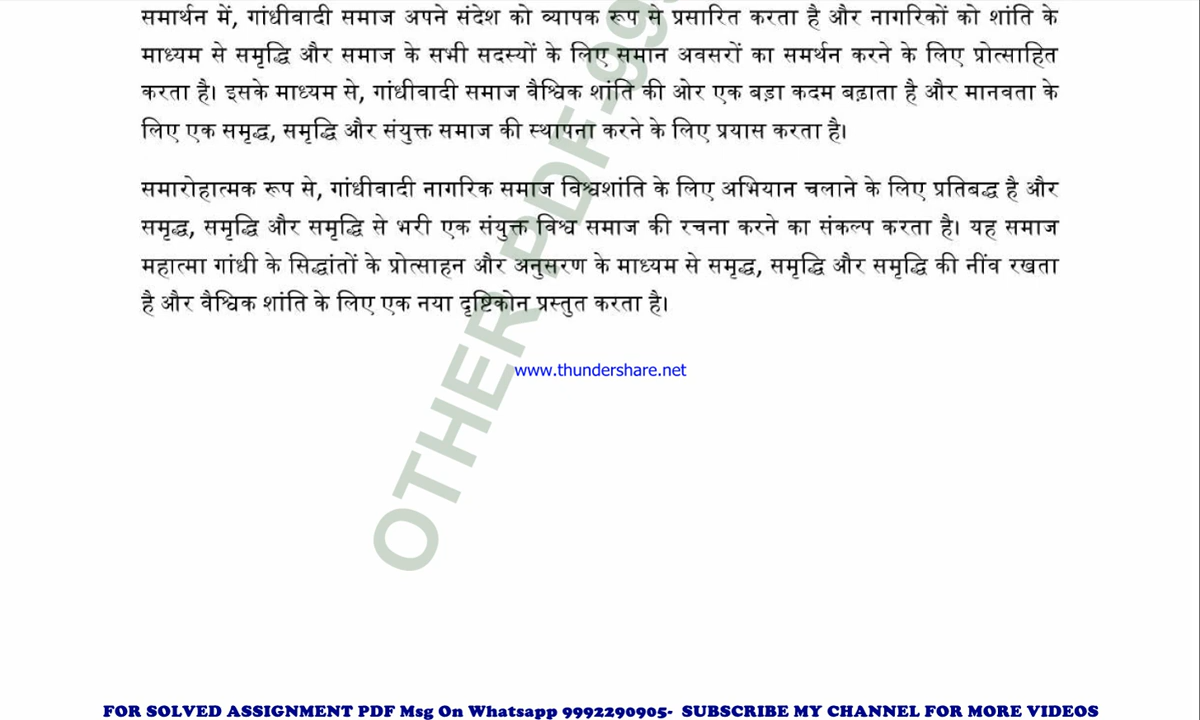 समार्थन में, गांधीवादी समाज अपने संदेश को व्यापक रूप से प्रसारित करता है और नागरिकों को शांति के
माध्यम से समृद्धि और समाज के सभी सदस्यों के लिए समान अवसरों का समर्थन करने के लिए प्रोत्साहित
करता है। इसके माध्यम से, गांधीवादी समाज वैश्विक शांति की ओर एक बड़ा कदम बढ़ाता है और मानवता के
लिए एक समृद्ध, समृद्धि और संयुक्त समाज की स्थापना करने के लिए प्रयास करता है।
समारोहात्मक रूप से, गांधीवादी नागरिक समाज विश्वशांति के लिए अभियान चलाने के लिए प्रतिबद्ध है और
समृद्ध, समृद्धि और समृद्धि से भरी एक संयुक्त विश्व समाज की रचना करने का संकल्प करता है। यह समाज
महात्मा गांधी के सिद्धांतों के प्रोत्साहन और अनुसरण के माध्यम से समृद्ध, समृद्धि और समृद्धि की नींव रखता
है और वैश्विक शांति के लिए एक नया दृष्टिकोन प्रस्तुत करता है।
www.thundershare.net
OTHER PDF-999
FOR SOLVED ASSIGNMENT PDF Msg On Whatsapp 9992290905- SUBSCRIBE MY CHANNEL FOR MORE VIDEOS